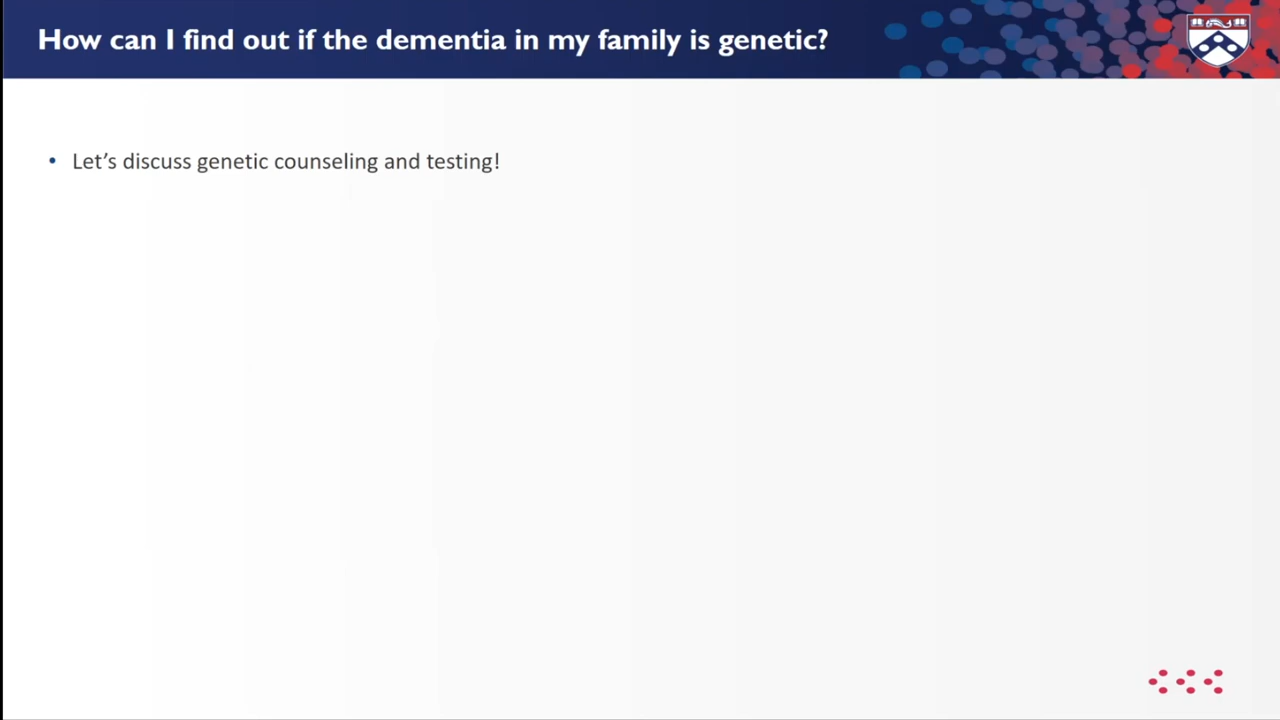 How can I find out if the dementia in my family is genetic?
• Let’s discuss genetic counseling and testing!